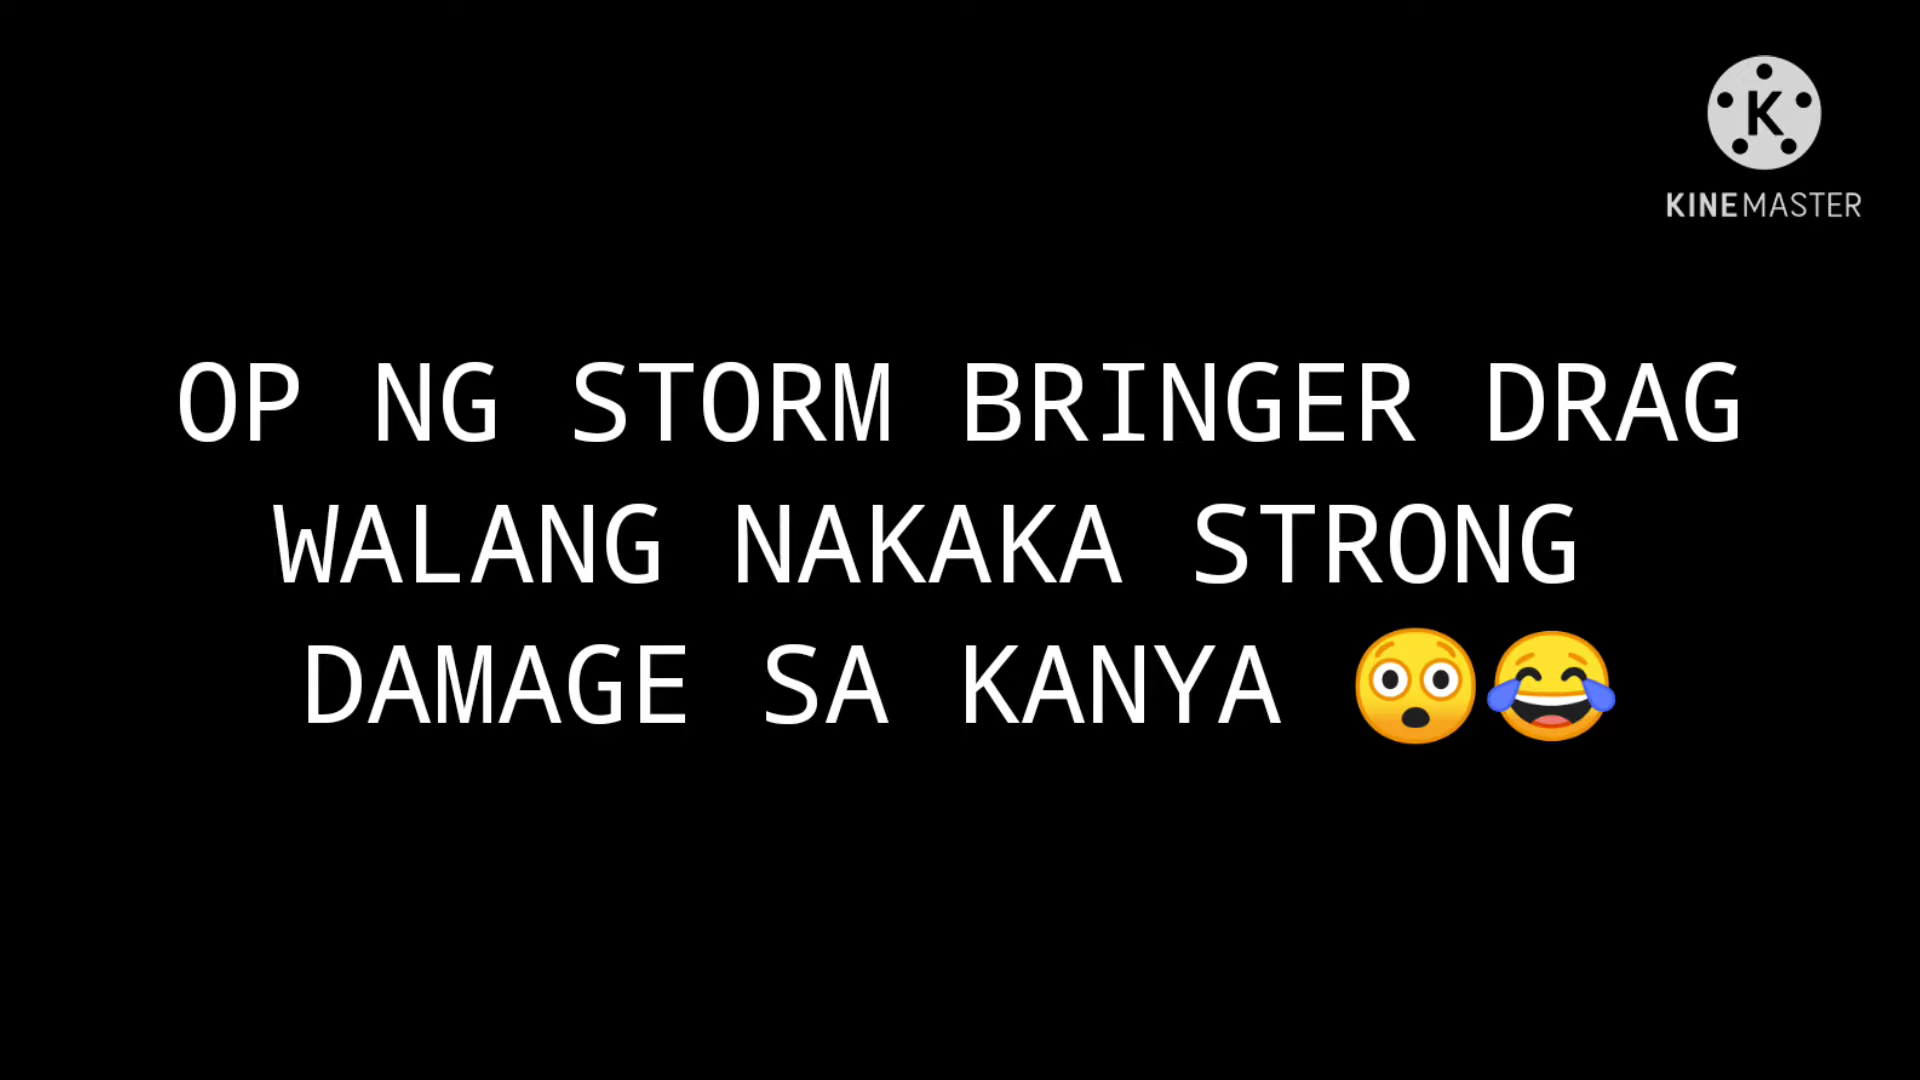 K
KINEMASTER
OP NG STORM BRINGER DRAG
WALANG NAKAKA STRONG
DAMAGE SA KANYA 😲😂